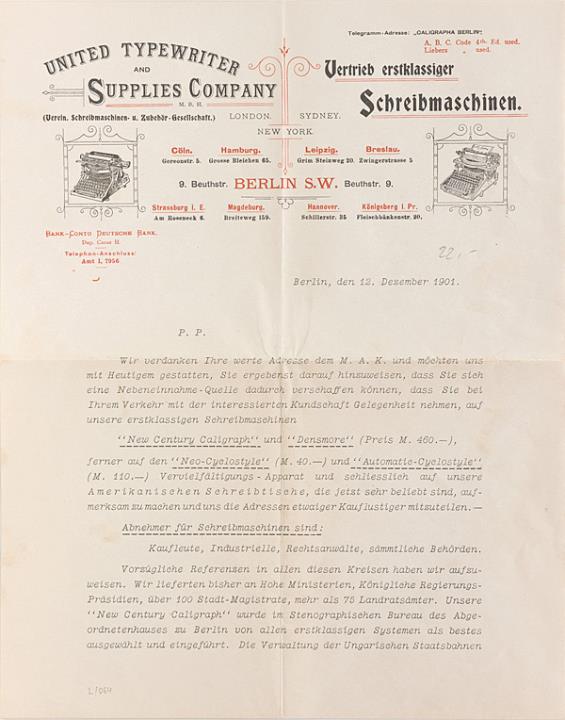 Telegramm-Adresse: „CALIGRAPHA BERLIN".
A. B. C. Code 4th Ed. used.
Liebers „ used.
UNITED TYPEWRITER
AND
SUPPLIES COMPANY
M. B. H.
(Verein. Schreibmaschinen- u. Zubehör-Gesellschaft.)
LONDON. SYDNEY.
NEW YORK.
Vertrieb erstklassiger
Schreibmaschinen.
Cöln. Hamburg. Leipzig. Breslau.
Gereonstr. 5. Grosse Bleichen 65. Grim Steinweg 20. Zwingerstrasse 5
9. Beuthstr. BERLIN S.W. Beuthstr. 9.
Strassburg i. E. Magdeburg. Hannover. Königsberg i. Pr.
Am Roseneck 6. Breiteweg 159. Schillerstr. 35 Fleischbänkenstr. 20.
BANK-CONTO DEUTSCHE BANK.
Dep. Casse H.
Telephon-Anschluss:
Amt I, 7956
22,-
Berlin, den 12. Dezember 1901.
P. P.
Wir verdanken Ihre werte Adresse dem M. A. K. und möchten uns
mit Heutigem gestatten, Sie ergebenst darauf hinzuweisen, dass Sie sich
eine Nebeneinnahme-Quelle dadurch verschaffen können, dass Sie bei
Ihrem Verkehr mit der interessierten Kundschaft Gelegenheit nehmen, auf
unsere erstklassigen Schreibmaschinen
"New Century Caligraph" und "Densmore" (Preis M. 460.—),
ferner auf den "Neo-Cyclostyle" (M. 40.—) und "Automatic-Cyclostyle"
(M. 110.—) Vervielfältigungs-Apparat und schliesslich auf unsere
Amerikanischen Schreibtische, die jetzt sehr beliebt sind, auf-
merksam zu machen und uns die Adressen etwaiger Kauflustiger mitzuteilen.—
Abnehmer für Schreibmaschinen sind:
Kaufleute, Industrielle, Rechtsanwälte, sämmtliche Behörden.
Vorzügliche Referenzen in allen diesen Kreisen haben wir aufzu-
weisen. Wir lieferten bisher an Hohe Ministerien, Königliche Regierungs-
Präsidien, über 100 Stadt-Magistrate, mehr als 75 Landratsämter. Unsere
"New Century Caligraph" wurde im Stenographischen Bureau des Abge-
ordnetenhauses zu Berlin von allen erstklassigen Systemen als bestes
ausgewählt und eingeführt. Die Verwaltung der Ungarischen Staatsbahnen